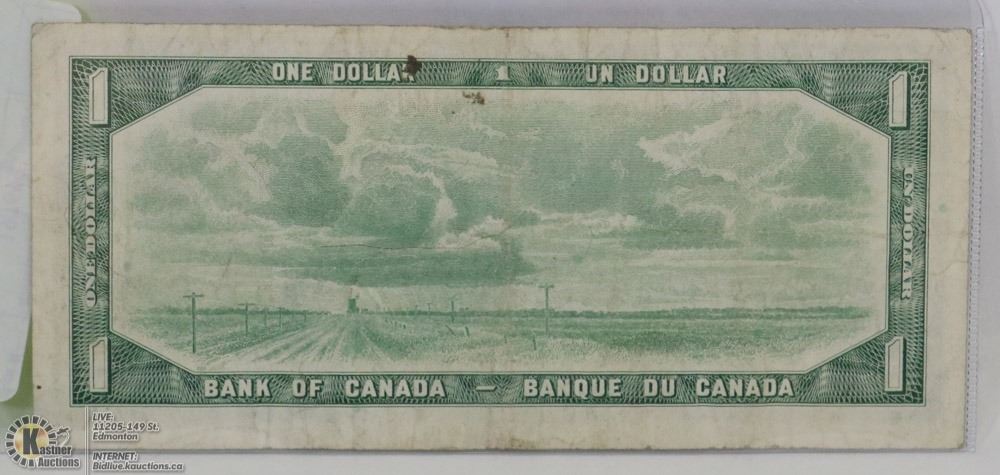 ONE DOLLAR 1 UN DOLLAR
1 1
ONE DOLLAR
UN DOLLAR
1 1
BANK OF CANADA — BANQUE DU CANADA
Kastner
Auctions
LIVE:
11205-149 St.
Edmonton
INTERNET:
Bidlive.kauctions.ca